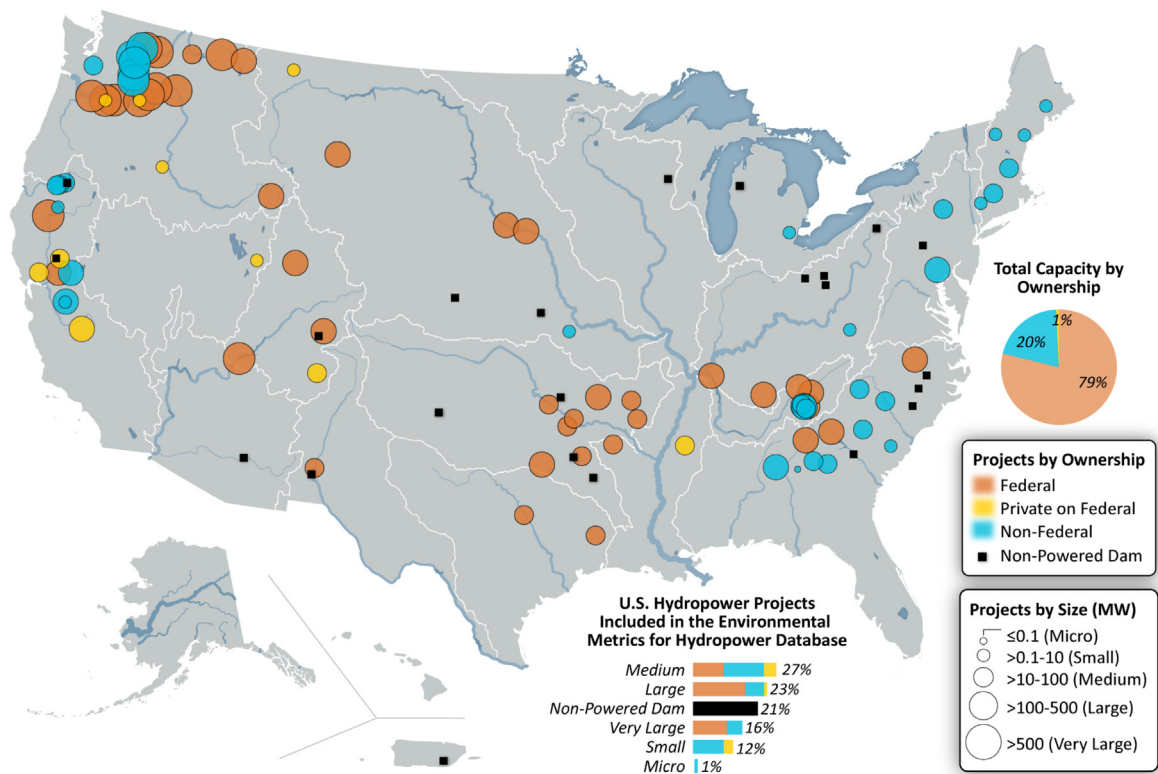 Total Capacity by
Ownership
1%
20%
79%
Projects by Ownership
Federal
Private on Federal
Non-Federal
Non-Powered Dam
Projects by Size (MW)
≤0.1 (Micro)
>0.1-10 (Small)
>10-100 (Medium)
>100-500 (Large)
>500 (Very Large)
U.S. Hydropower Projects
Included in the Environmental
Metrics for Hydropower Database
Medium 27%
Large 23%
Non-Powered Dam 21%
Very Large 16%
Small 12%
Micro 1%